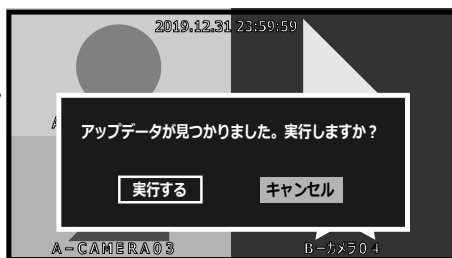 2019.12.31 23:59:59
アップデータが見つかりました。実行しますか？
実行する
キャンセル
A-CAMERA03
B-カメラ04